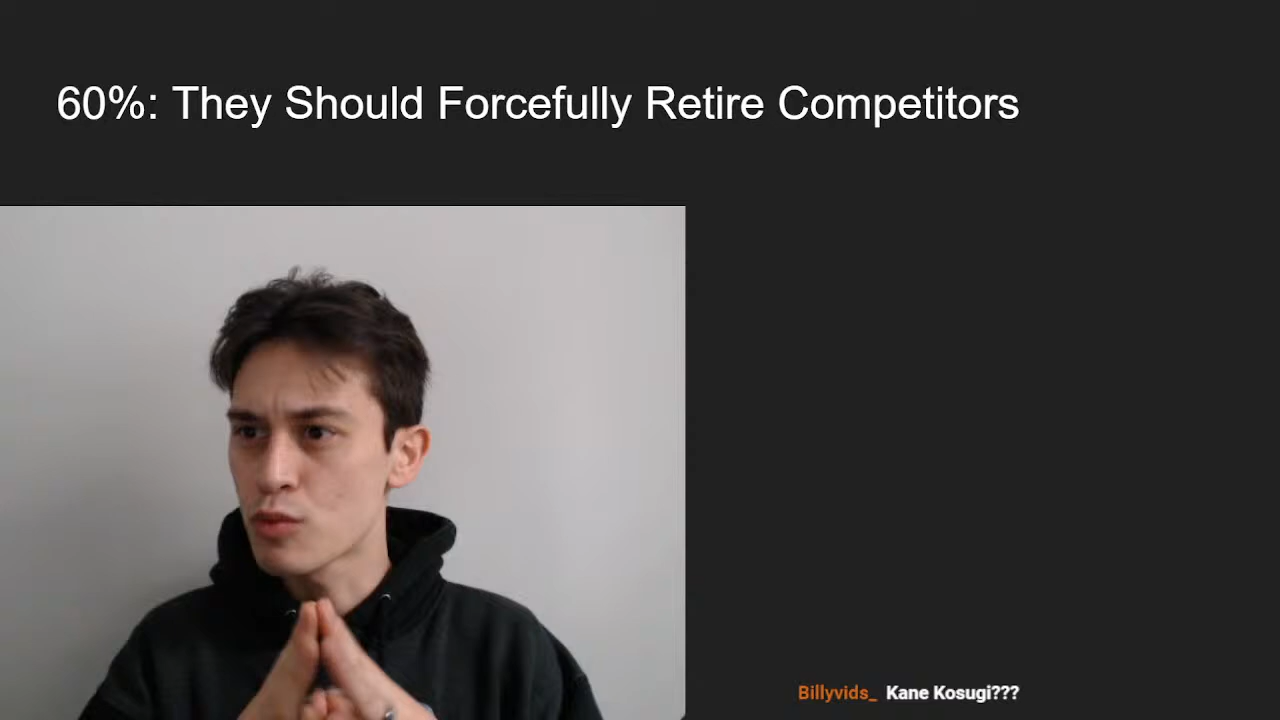 60%: They Should Forcefully Retire Competitors
Billyvids_ Kane Kosugi???